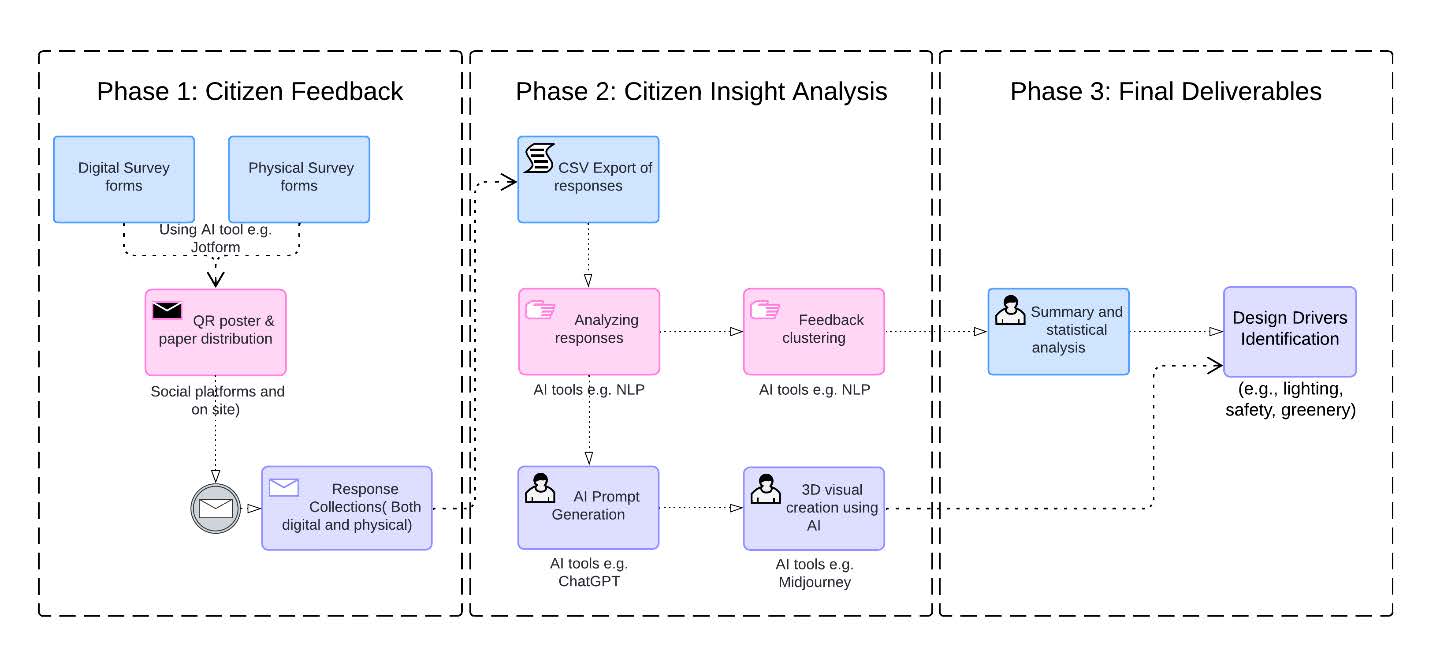 Phase 1: Citizen Feedback
Digital Survey
forms
Physical Survey
forms
Using AI tool e.g.
Jotform
QR poster &
paper distribution
Social platforms and
on site)
Response
Collections( Both
digital and physical)
Phase 2: Citizen Insight Analysis
CSV Export of
responses
Analyzing
responses
AI tools e.g. NLP
Feedback
clustering
AI tools e.g. NLP
AI Prompt
Generation
AI tools e.g.
ChatGPT
3D visual
creation using
AI
AI tools e.g.
Midjourney
Phase 3: Final Deliverables
Summary and
statistical
analysis
Design Drivers
Identification
(e.g., lighting,
safety, greenery)